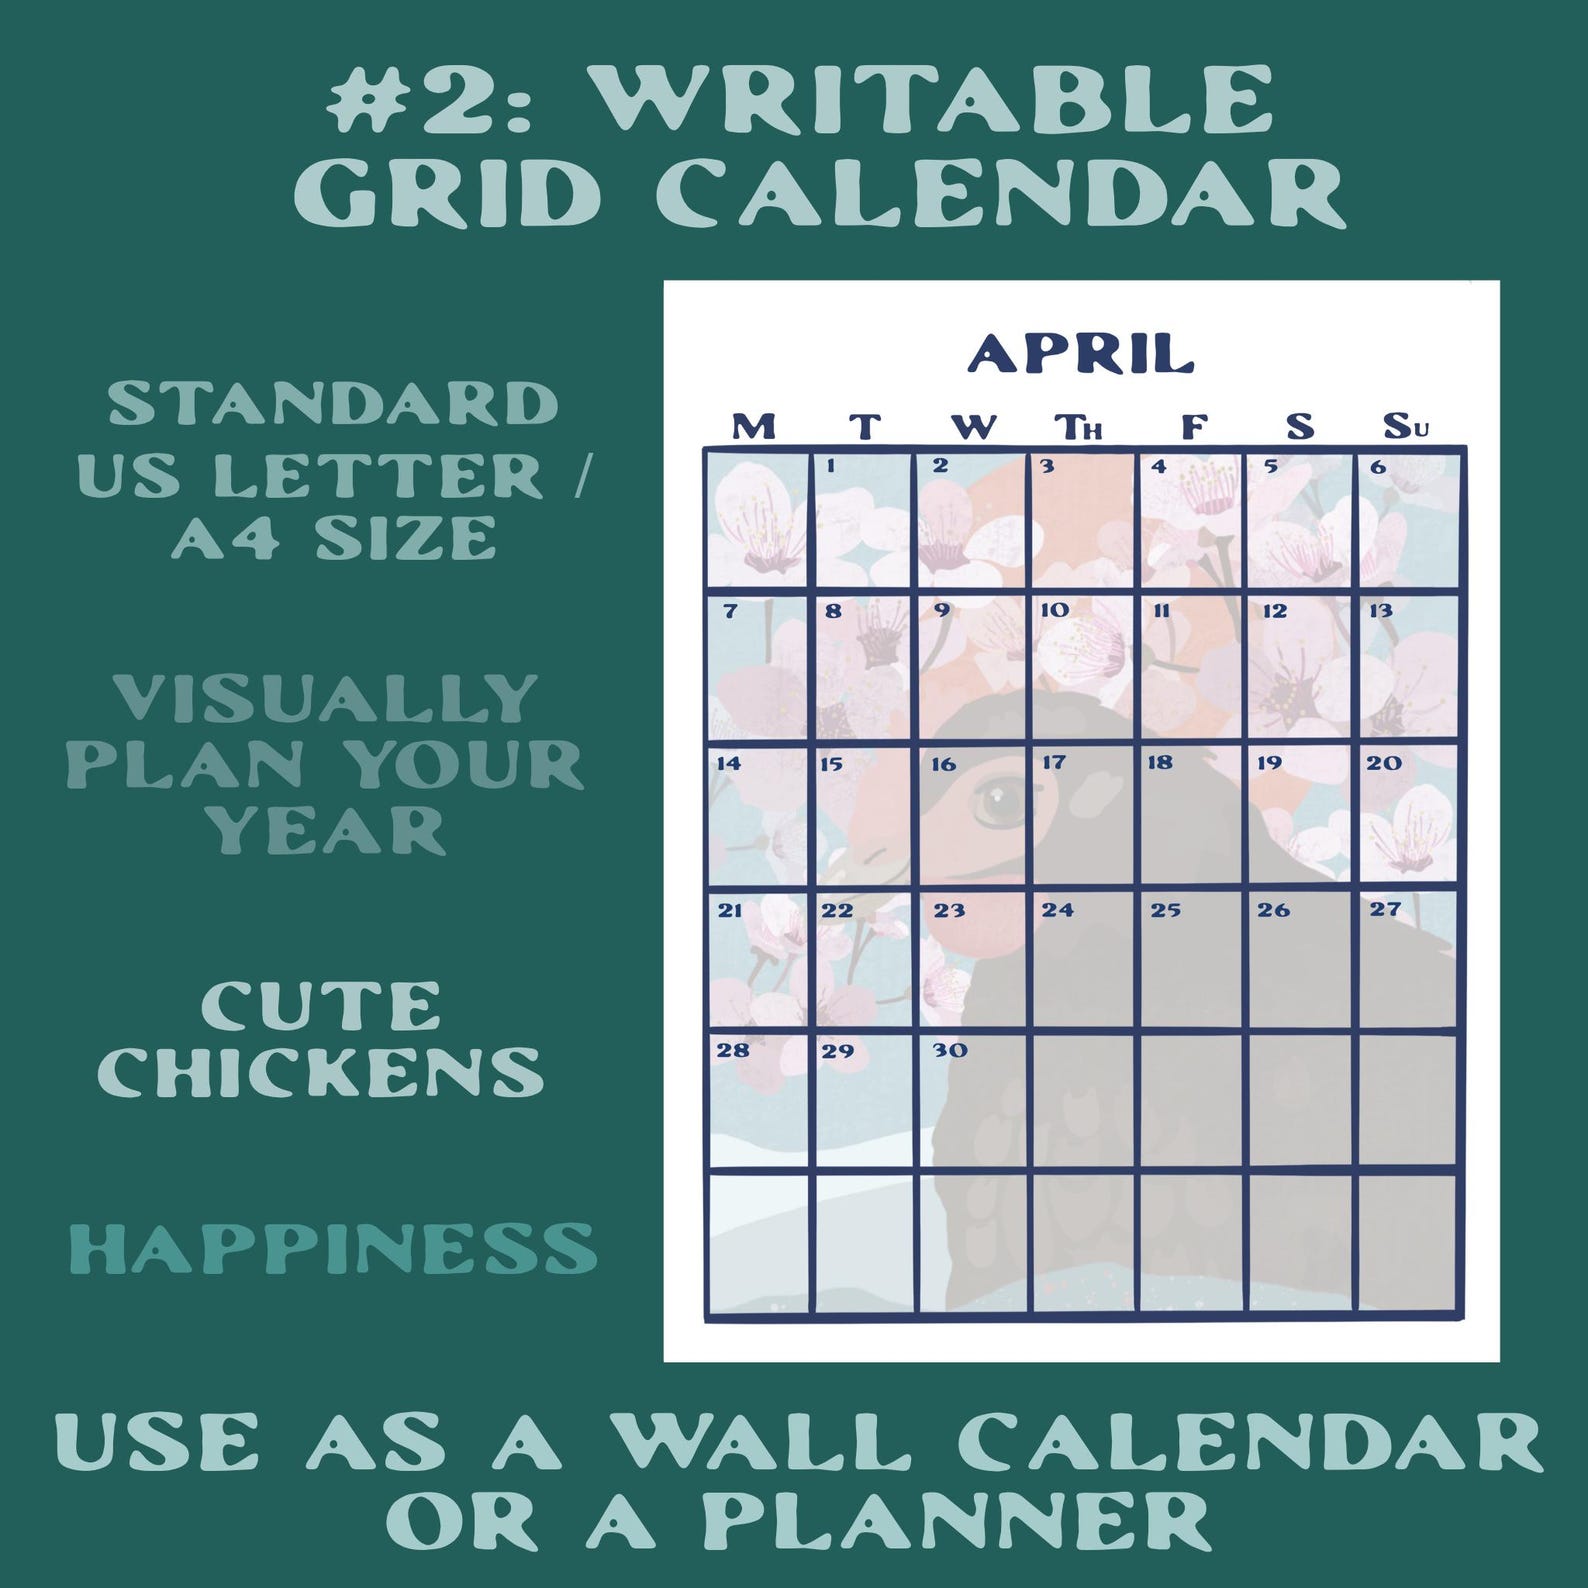 #2: WRITABLE
GRID CALENDAR
STANDARD
US LETTER /
A4 SIZE
VISUALLY
PLAN YOUR
YEAR
CUTE
CHICKENS
HAPPINESS
APRIL
M T W Th F S Su
1 2 3 4 5 6
7 8 9 10 11 12 13
14 15 16 17 18 19 20
21 22 23 24 25 26 27
28 29 30
USE AS A WALL CALENDAR
OR A PLANNER